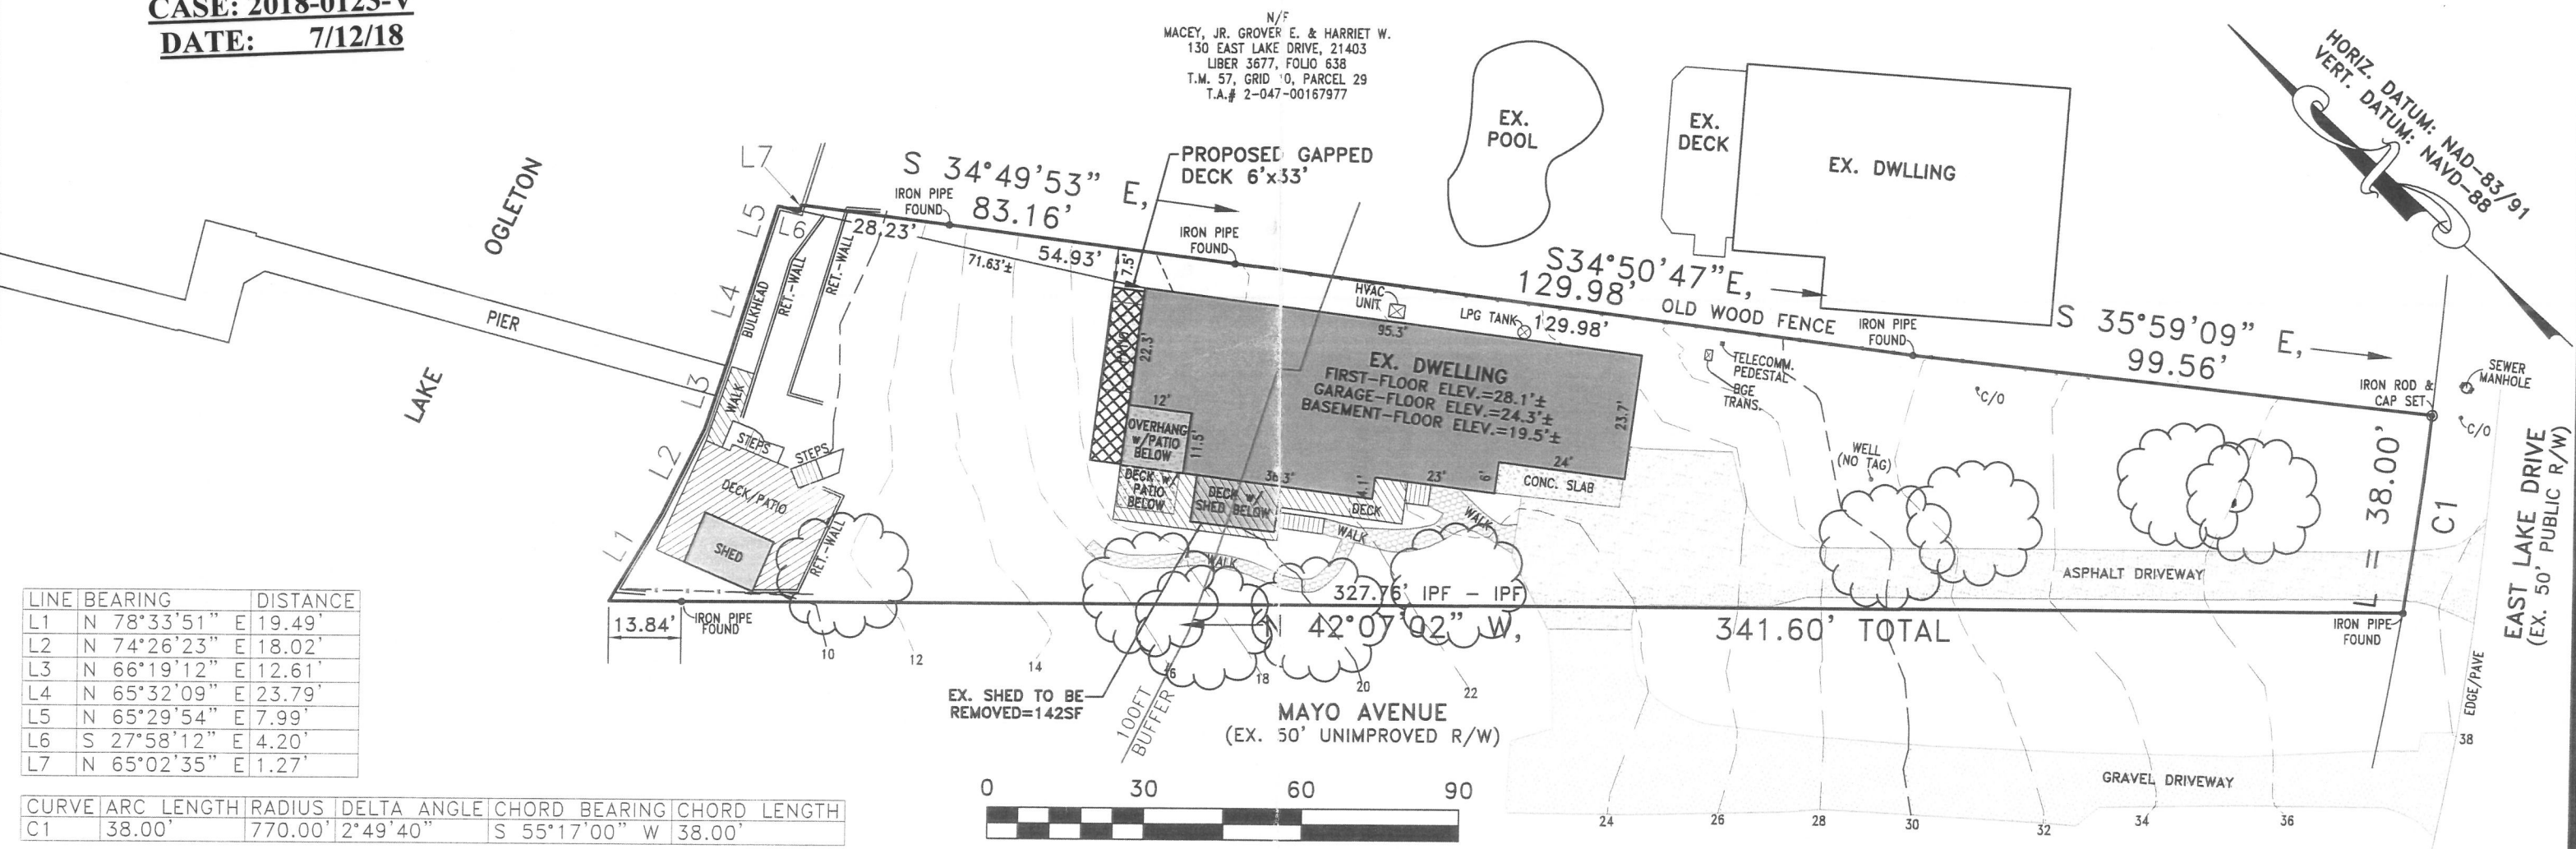 CASE: 2018-0123-V
DATE: 7/12/18
N/F
MACEY, JR. GROVER E. & HARRIET W.
130 EAST LAKE DRIVE, 21403
LIBER 3677, FOLIO 638
T.M. 57, GRID 10, PARCEL 29
T.A.# 2-047-00167977
HORIZ. DATUM: NAD-83/91
VERT. DATUM: NAVD-88
EX.
POOL
EX.
DECK
EX. DWLLING
PROPOSED GAPPED
DECK 6'x33'
OGLETON
LAKE
PIER
L7
L5
L6
L4
L3
L2
L1
BULKHEAD
RET.-WALL
RET.-WALL
WALK
STEPS
STEPS
DECK/PATIO
SHED
RET.-WALL
S 34°49'53" E,
83.16'
IRON PIPE
FOUND
28.23'
54.93'
71.63'±
7.5'
IRON PIPE
FOUND
S34°50'47"E,
129.98'
OLD WOOD FENCE
HVAC
UNIT
LPG TANK
129.98'
95.3'
22.3'
EX. DWELLING
FIRST-FLOOR ELEV.=28.1'±
GARAGE-FLOOR ELEV.=24.3'±
BASEMENT-FLOOR ELEV.=19.5'±
23.7'
12'
OVERHANG
w/PATIO
BELOW
11.5'
DECK w/
PATIO
BELOW
DECK w/
SHED BELOW
DECK
4.1'
23'
6'
24'
CONC. SLAB
WALK
WALK
WALK
IRON PIPE
FOUND
S 35°59'09" E,
99.56'
TELECOMM.
PEDESTAL
BGE
TRANS.
C/O
WELL
(NO TAG)
IRON ROD &
CAP SET
SEWER
MANHOLE
C/O
L = 38.00'
C1
EAST LAKE DRIVE
(EX. 50' PUBLIC R/W)
ASPHALT DRIVEWAY
IRON PIPE
FOUND
EDGE/PAVE
13.84'
IRON PIPE
FOUND
327.76' IPF - IPF
N 42°07'02" W,
341.60' TOTAL
10
12
14
16
18
20
22
EX. SHED TO BE
REMOVED=142SF
100FT
BUFFER
MAYO AVENUE
(EX. 50' UNIMPROVED R/W)
GRAVEL DRIVEWAY
24
26
28
30
32
34
36
38
LINE BEARING DISTANCE
L1 N 78°33'51" E 19.49'
L2 N 74°26'23" E 18.02'
L3 N 66°19'12" E 12.61'
L4 N 65°32'09" E 23.79'
L5 N 65°29'54" E 7.99'
L6 S 27°58'12" E 4.20'
L7 N 65°02'35" E 1.27'
CURVE ARC LENGTH RADIUS DELTA ANGLE CHORD BEARING CHORD LENGTH
C1 38.00' 770.00' 2°49'40" S 55°17'00" W 38.00'
0 30 60 90